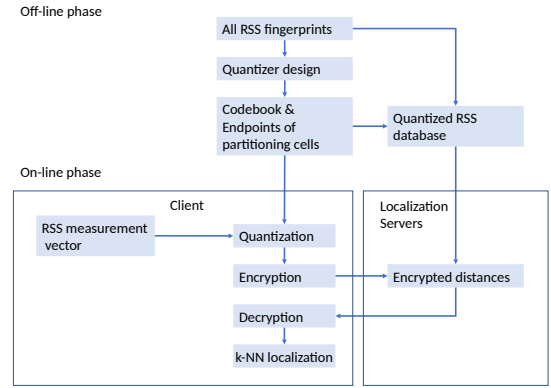 Off-line phase
All RSS fingerprints
Quantizer design
Codebook &
Endpoints of
partitioning cells
Quantized RSS
database
On-line phase
Client
Localization
Servers
RSS measurement
vector
Quantization
Encryption
Encrypted distances
Decryption
k-NN localization